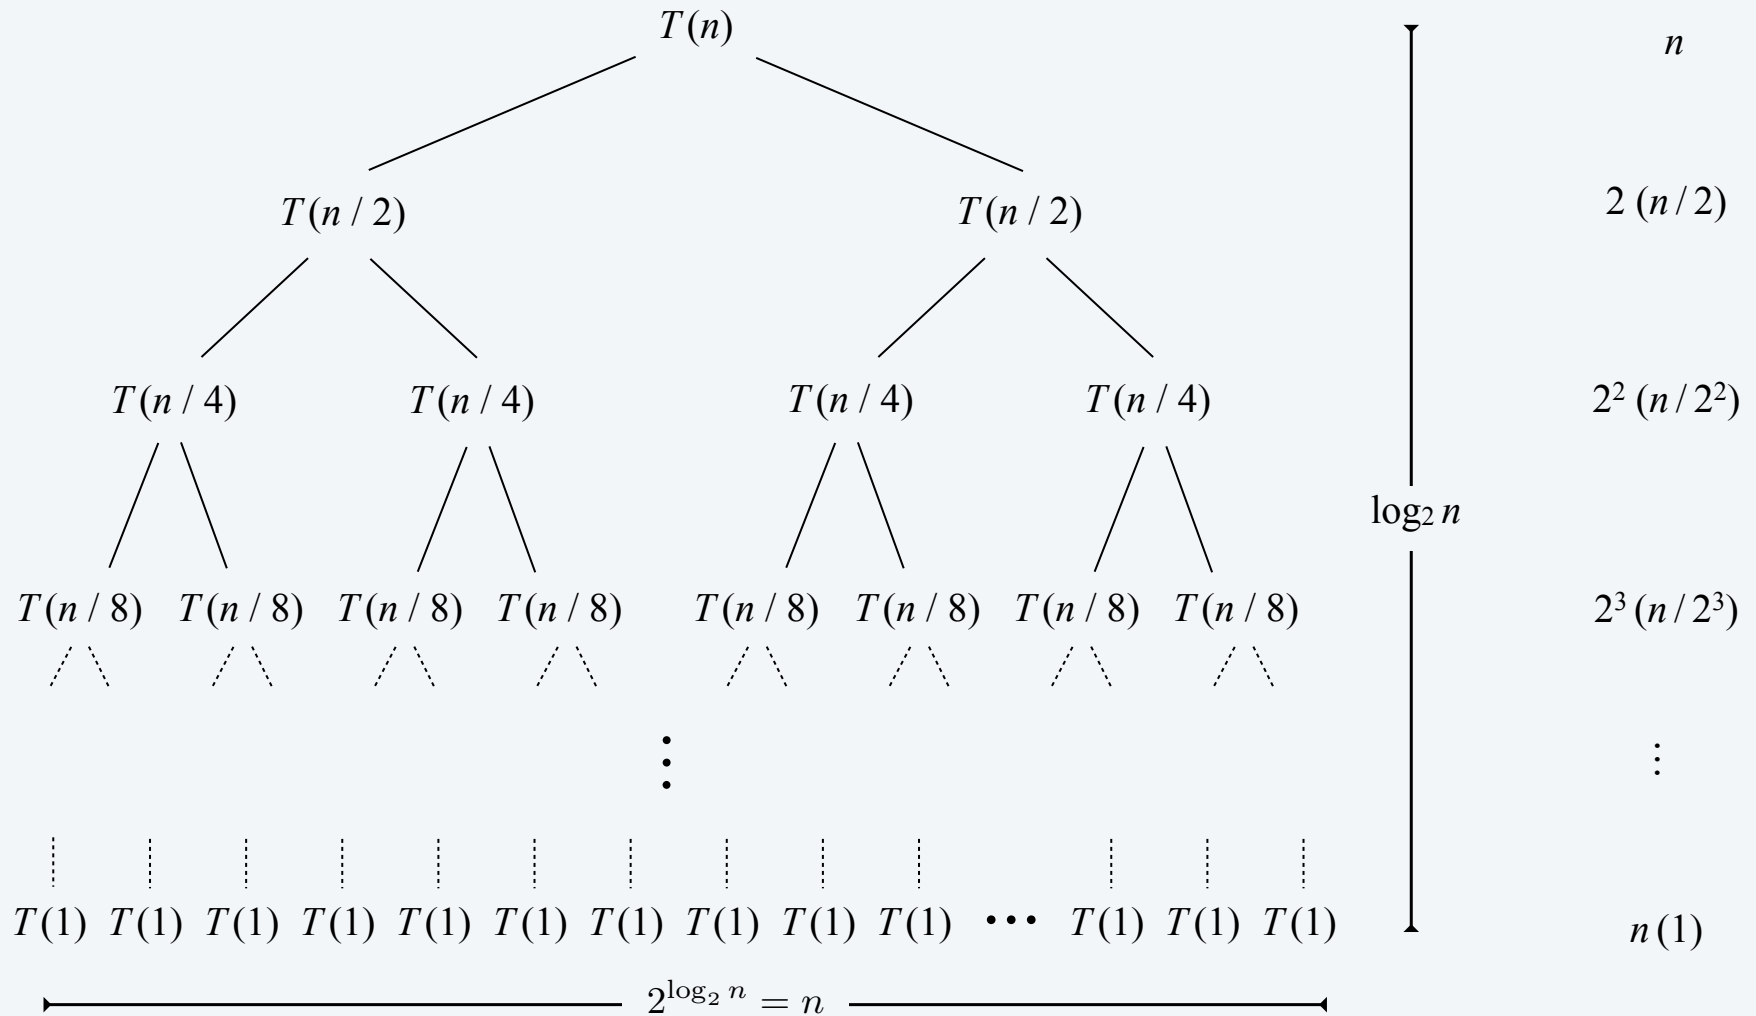 T(n)
n
T(n / 2) T(n / 2)
2 (n / 2)
T(n / 4) T(n / 4) T(n / 4) T(n / 4)
2² (n / 2²)
log₂ n
T(n / 8) T(n / 8) T(n / 8) T(n / 8) T(n / 8) T(n / 8) T(n / 8) T(n / 8)
2³ (n / 2³)
⋮ ⋮
T(1) T(1) T(1) T(1) T(1) T(1) T(1) T(1) T(1) T(1) ⋯ T(1) T(1) T(1)
n (1)
2^{log₂ n} = n